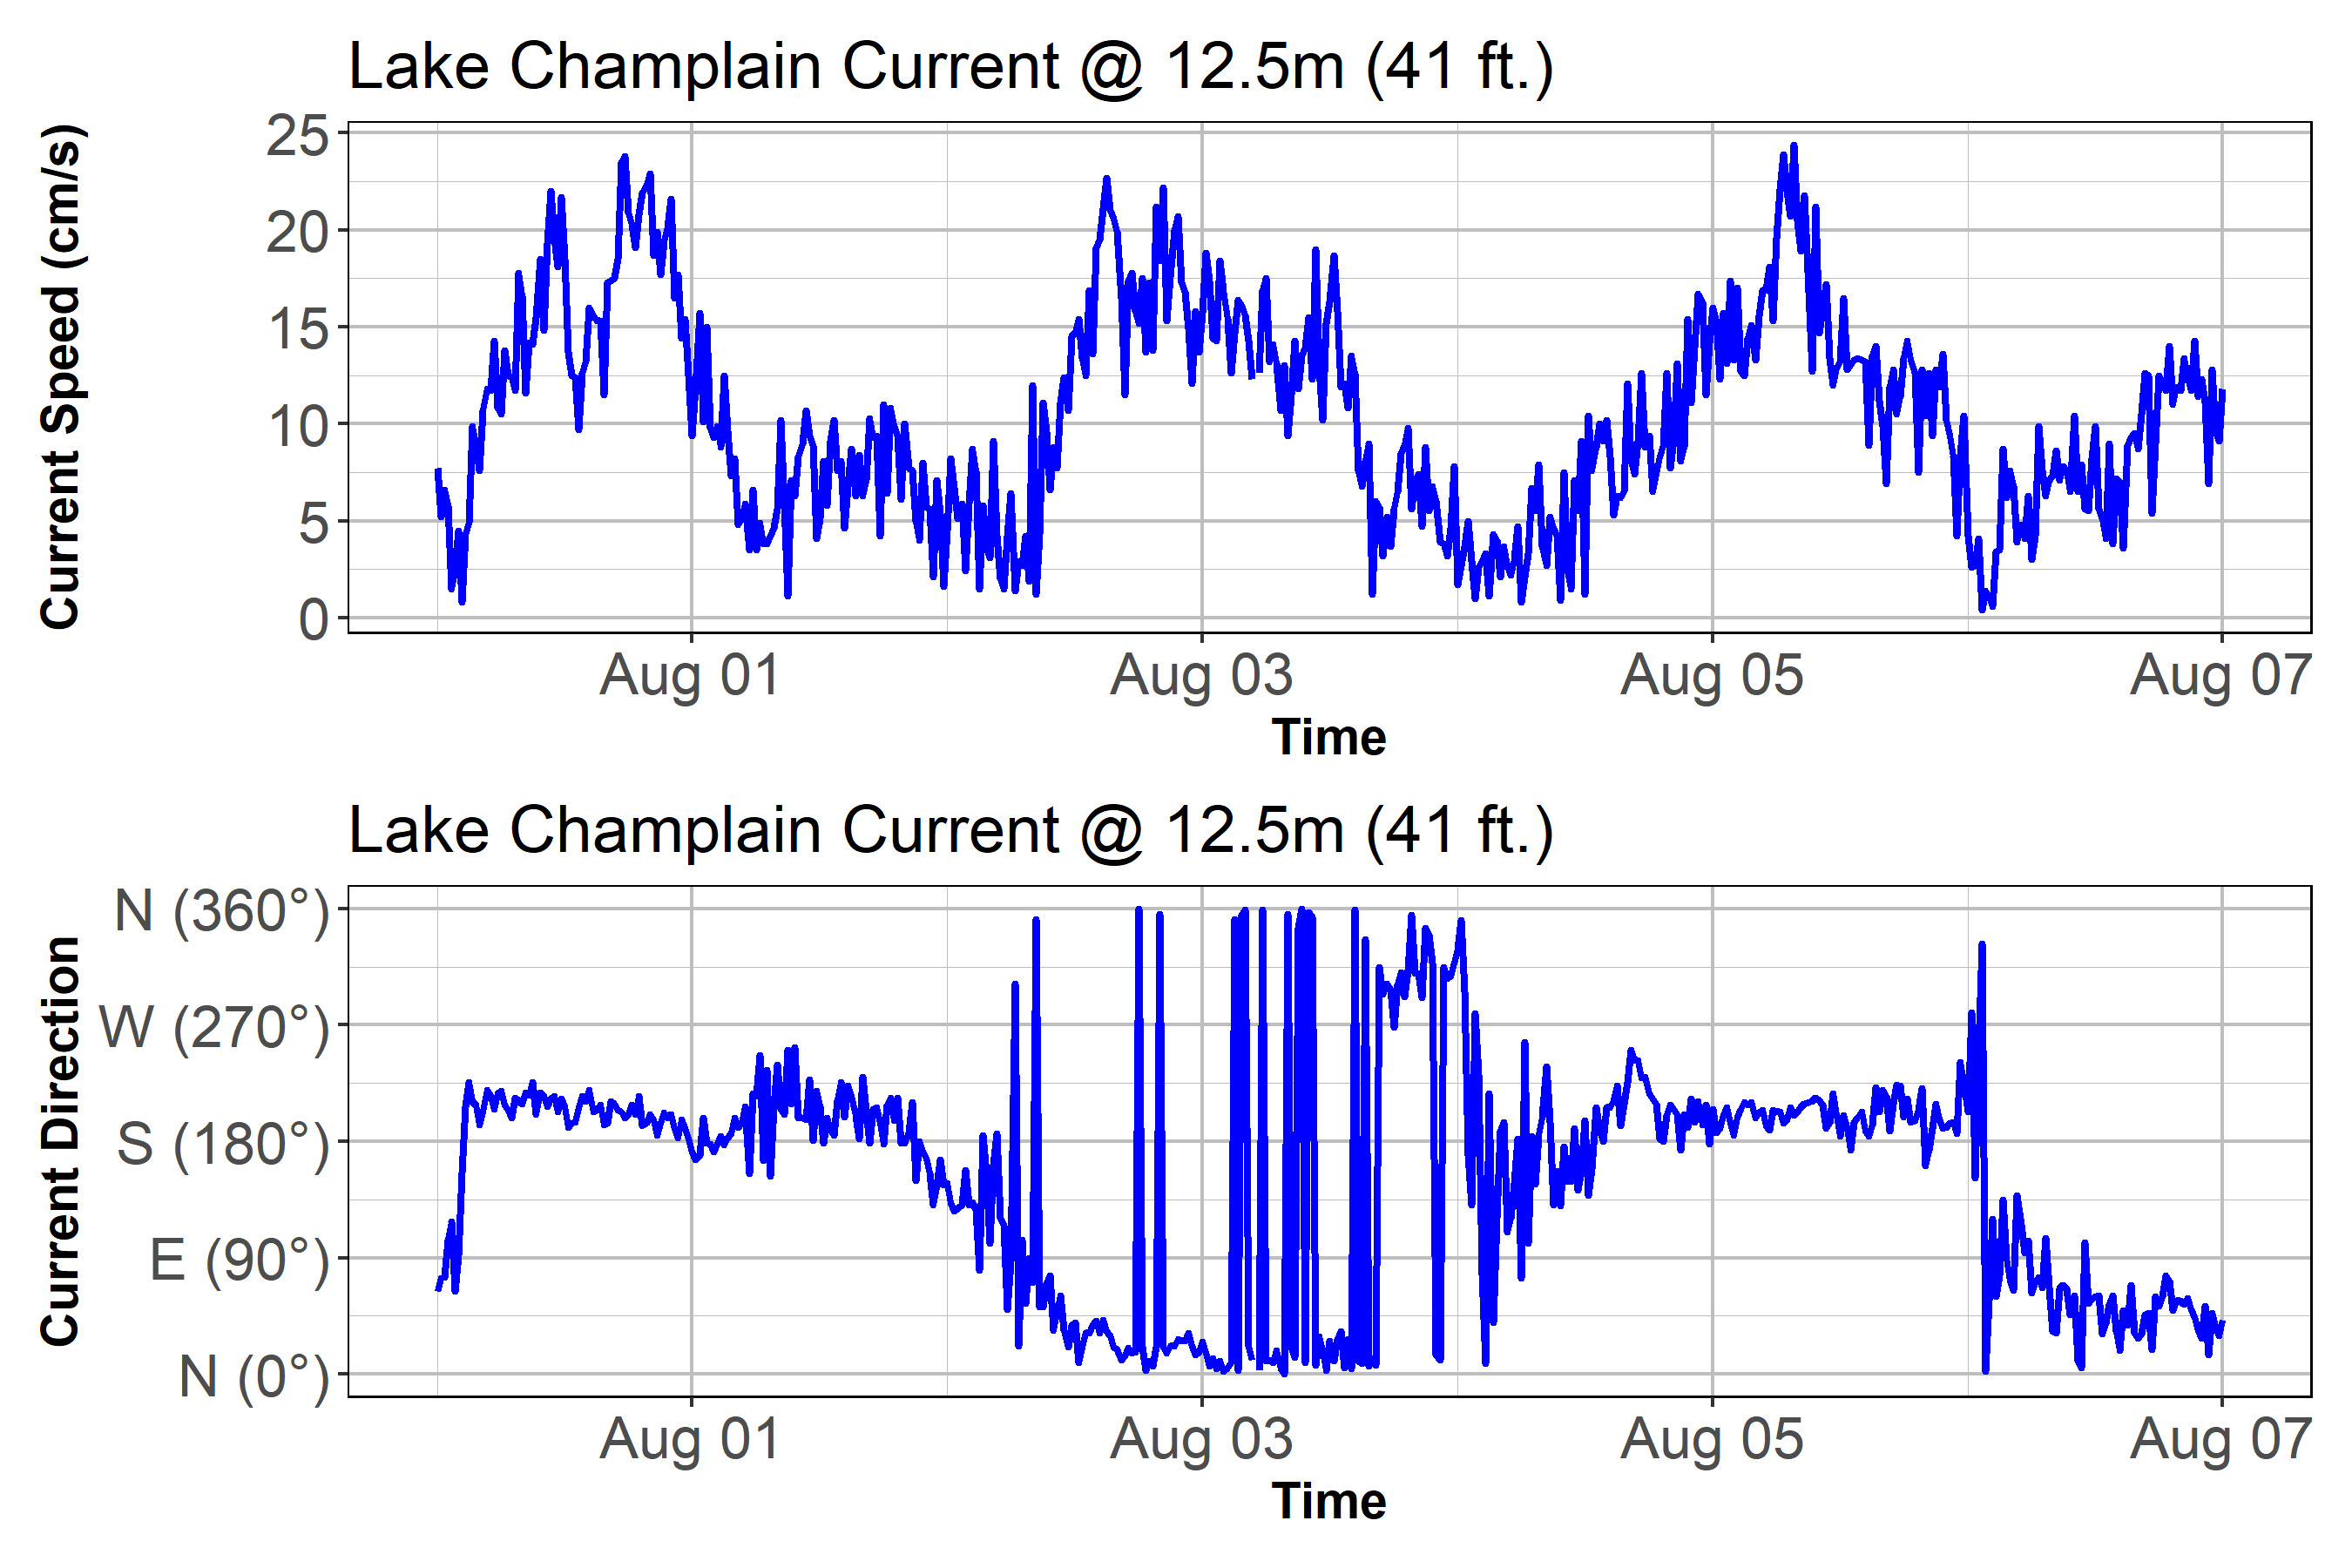 Lake Champlain Current @ 12.5m (41 ft.)
Current Speed (cm/s)
25
20
15
10
5
0
Aug 01 Aug 03 Aug 05 Aug 07
Time
Lake Champlain Current @ 12.5m (41 ft.)
Current Direction
N (360°)
W (270°)
S (180°)
E (90°)
N (0°)
Aug 01 Aug 03 Aug 05 Aug 07
Time